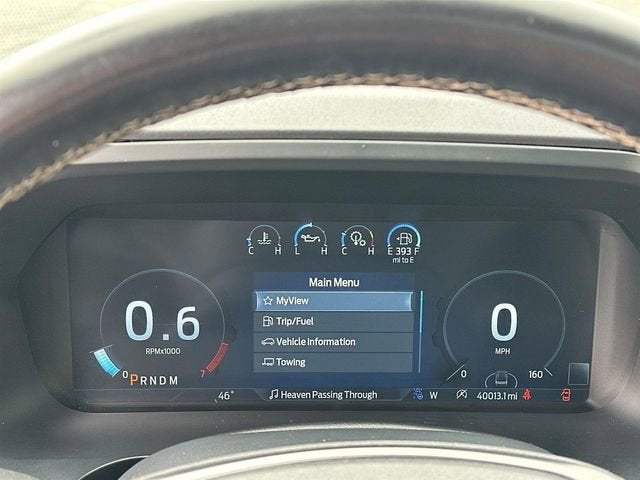 C H L H C H E 393 F
mi to E
Main Menu
MyView
Trip/Fuel
Vehicle Information
Towing
0.6
RPMx1000
0 7
PRNDM
0
MPH
0 160
46° Heaven Passing Through W 40013.1 mi